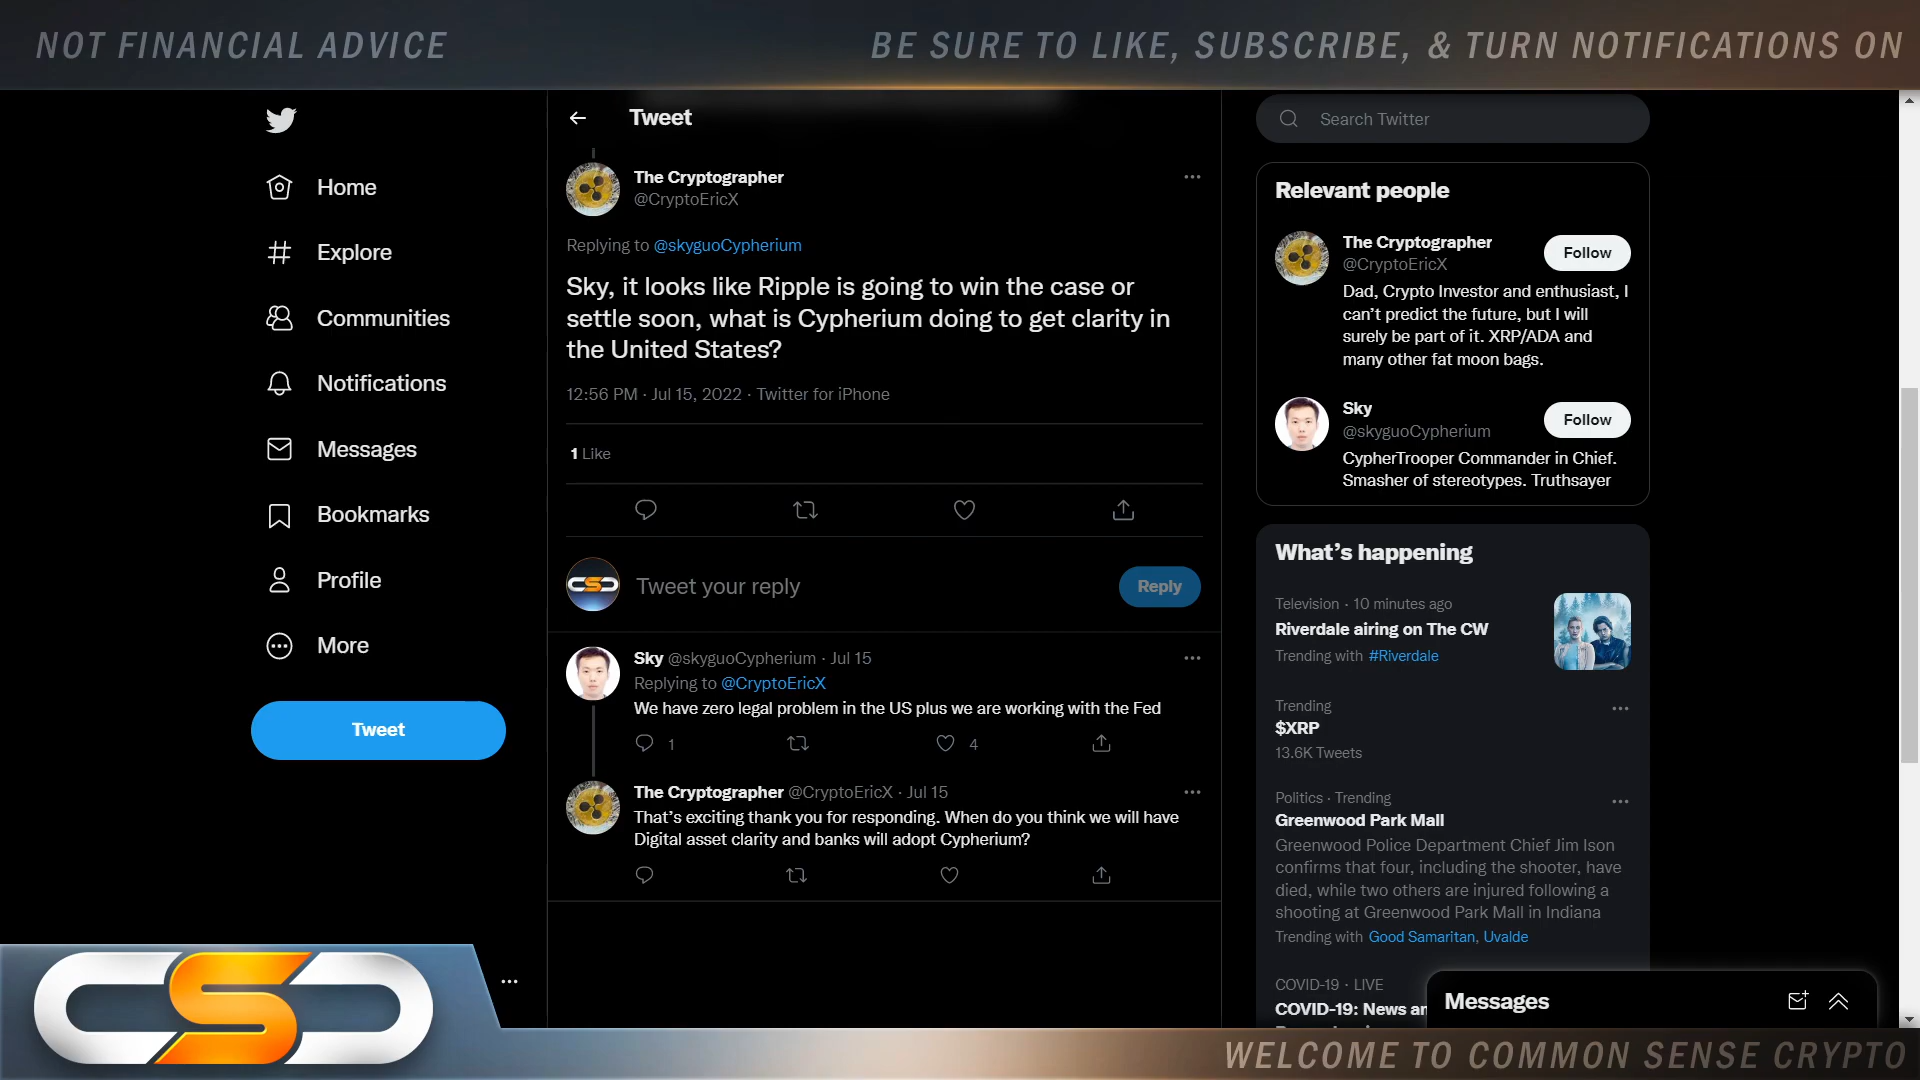 NOT FINANCIAL ADVICE
BE SURE TO LIKE, SUBSCRIBE, & TURN NOTIFICATIONS ON
Home
Explore
Communities
Notifications
Messages
Bookmarks
Profile
More
Tweet
Tweet
The Cryptographer
@CryptoEricX
Replying to @skyguoCypherium
Sky, it looks like Ripple is going to win the case or
settle soon, what is Cypherium doing to get clarity in
the United States?
12:56 PM · Jul 15, 2022 · Twitter for iPhone
1 Like
Tweet your reply
Reply
Sky @skyguoCypherium · Jul 15
Replying to @CryptoEricX
We have zero legal problem in the US plus we are working with the Fed
1
4
The Cryptographer @CryptoEricX · Jul 15
That's exciting thank you for responding. When do you think we will have
Digital asset clarity and banks will adopt Cypherium?
Search Twitter
Relevant people
The Cryptographer
@CryptoEricX
Follow
Dad, Crypto Investor and enthusiast, I
can't predict the future, but I will
surely be part of it. XRP/ADA and
many other fat moon bags.
Sky
@skyguoCypherium
Follow
CypherTrooper Commander in Chief.
Smasher of stereotypes. Truthsayer
What's happening
Television · 10 minutes ago
Riverdale airing on The CW
Trending with #Riverdale
Trending
$XRP
13.6K Tweets
Politics · Trending
Greenwood Park Mall
Greenwood Police Department Chief Jim Ison
confirms that four, including the shooter, have
died, while two others are injured following a
shooting at Greenwood Park Mall in Indiana
Trending with Good Samaritan, Uvalde
COVID-19 · LIVE
COVID-19: News an
Messages
CSC
WELCOME TO COMMON SENSE CRYPTO